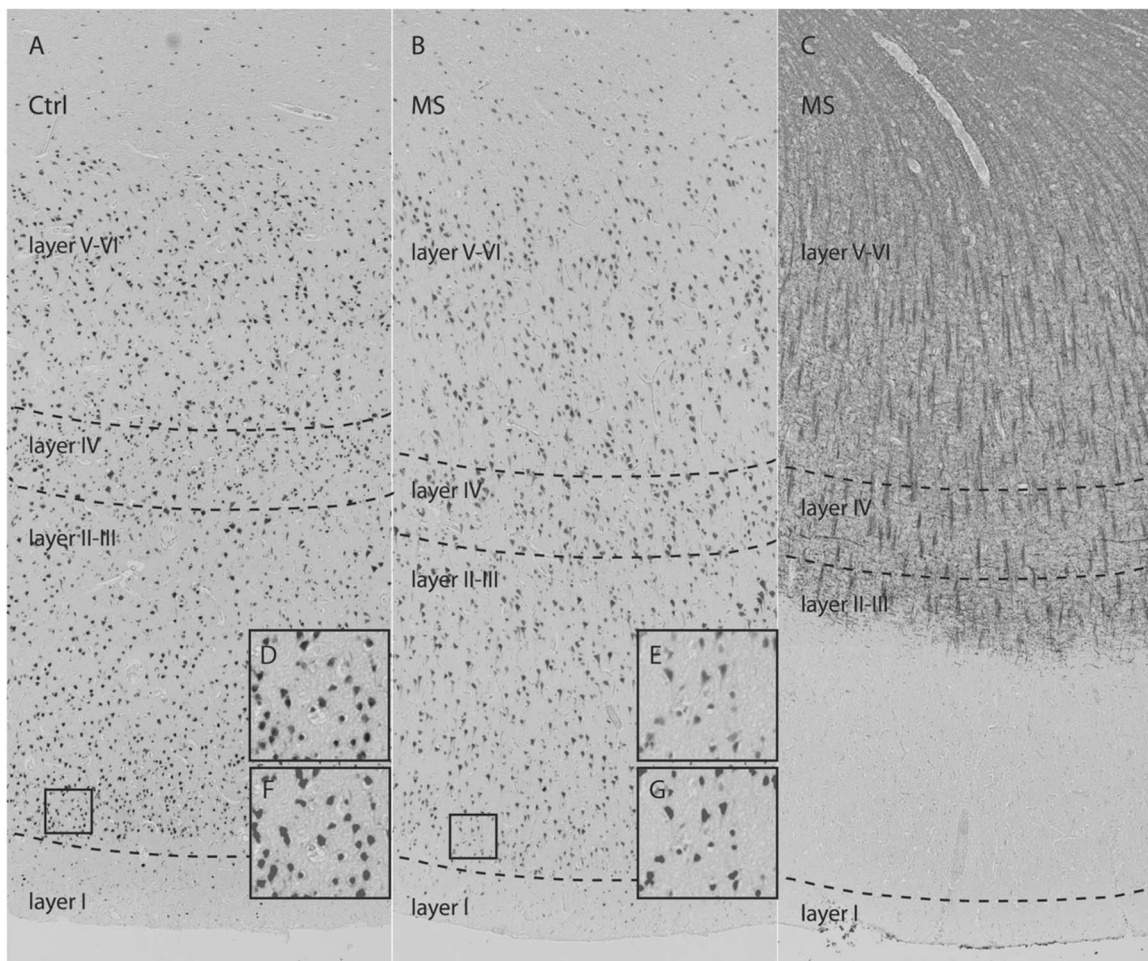 A
Ctrl
layer V-VI
layer IV
layer II-III
D
F
layer I
B
MS
layer V-VI
layer IV
layer II-III
E
G
layer I
C
MS
layer V-VI
layer IV
layer II-III
layer I